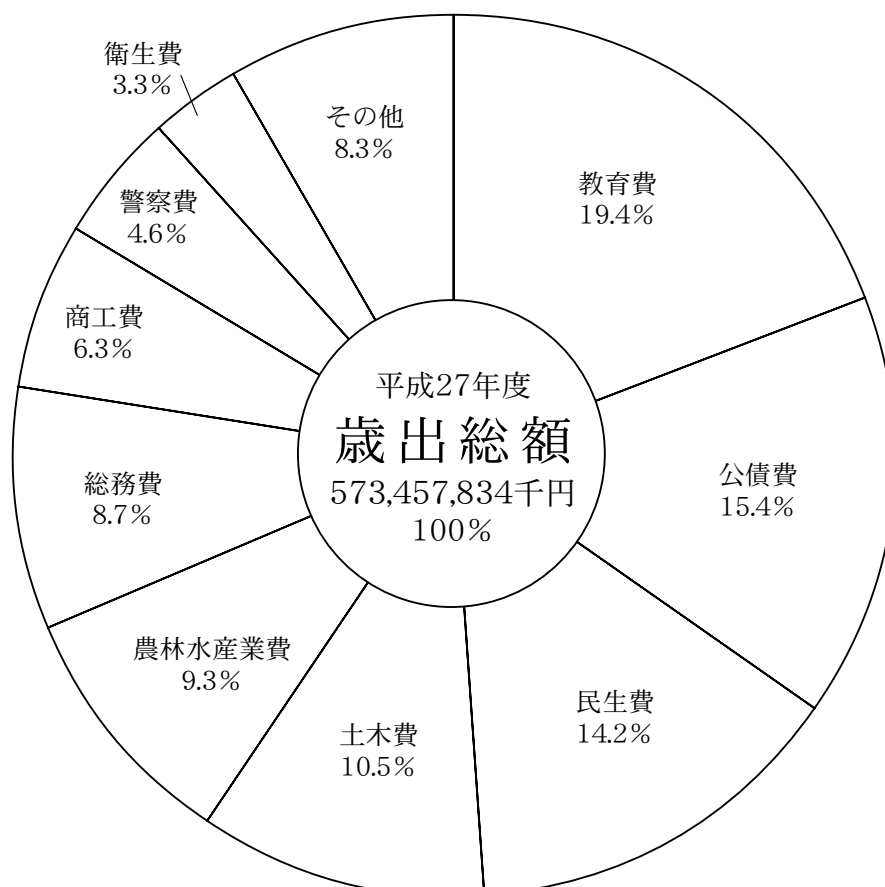 衛生費
3.3%
その他
8.3%
教育費
19.4%
警察費
4.6%
商工費
6.3%
平成27年度
歳出総額
573,457,834千円
100%
公債費
15.4%
総務費
8.7%
農林水産業費
9.3%
民生費
14.2%
土木費
10.5%